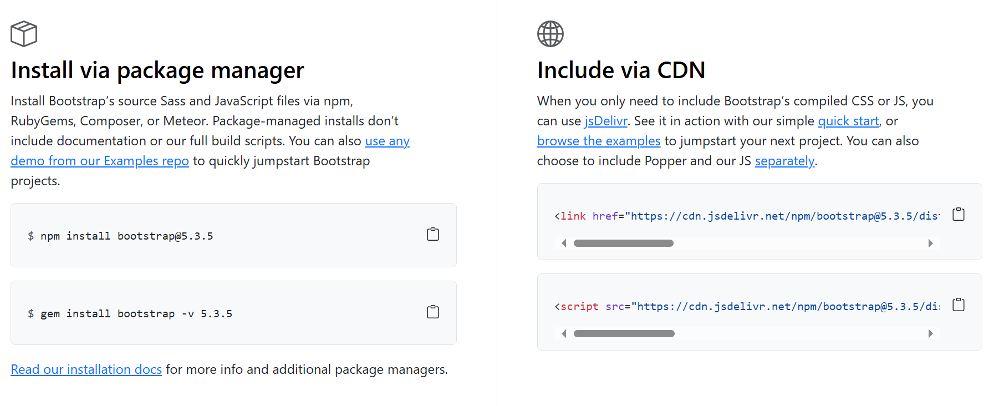 Install via package manager
Install Bootstrap’s source Sass and JavaScript files via npm,
RubyGems, Composer, or Meteor. Package-managed installs don’t
include documentation or our full build scripts. You can also use any
demo from our Examples repo to quickly jumpstart Bootstrap
projects.
$ npm install bootstrap@5.3.5
$ gem install bootstrap -v 5.3.5
Read our installation docs for more info and additional package managers.
Include via CDN
When you only need to include Bootstrap’s compiled CSS or JS, you
can use jsDelivr. See it in action with our simple quick start, or
browse the examples to jumpstart your next project. You can also
choose to include Popper and our JS separately.
<link href="https://cdn.jsdelivr.net/npm/bootstrap@5.3.5/dist
<script src="https://cdn.jsdelivr.net/npm/bootstrap@5.3.5/dis